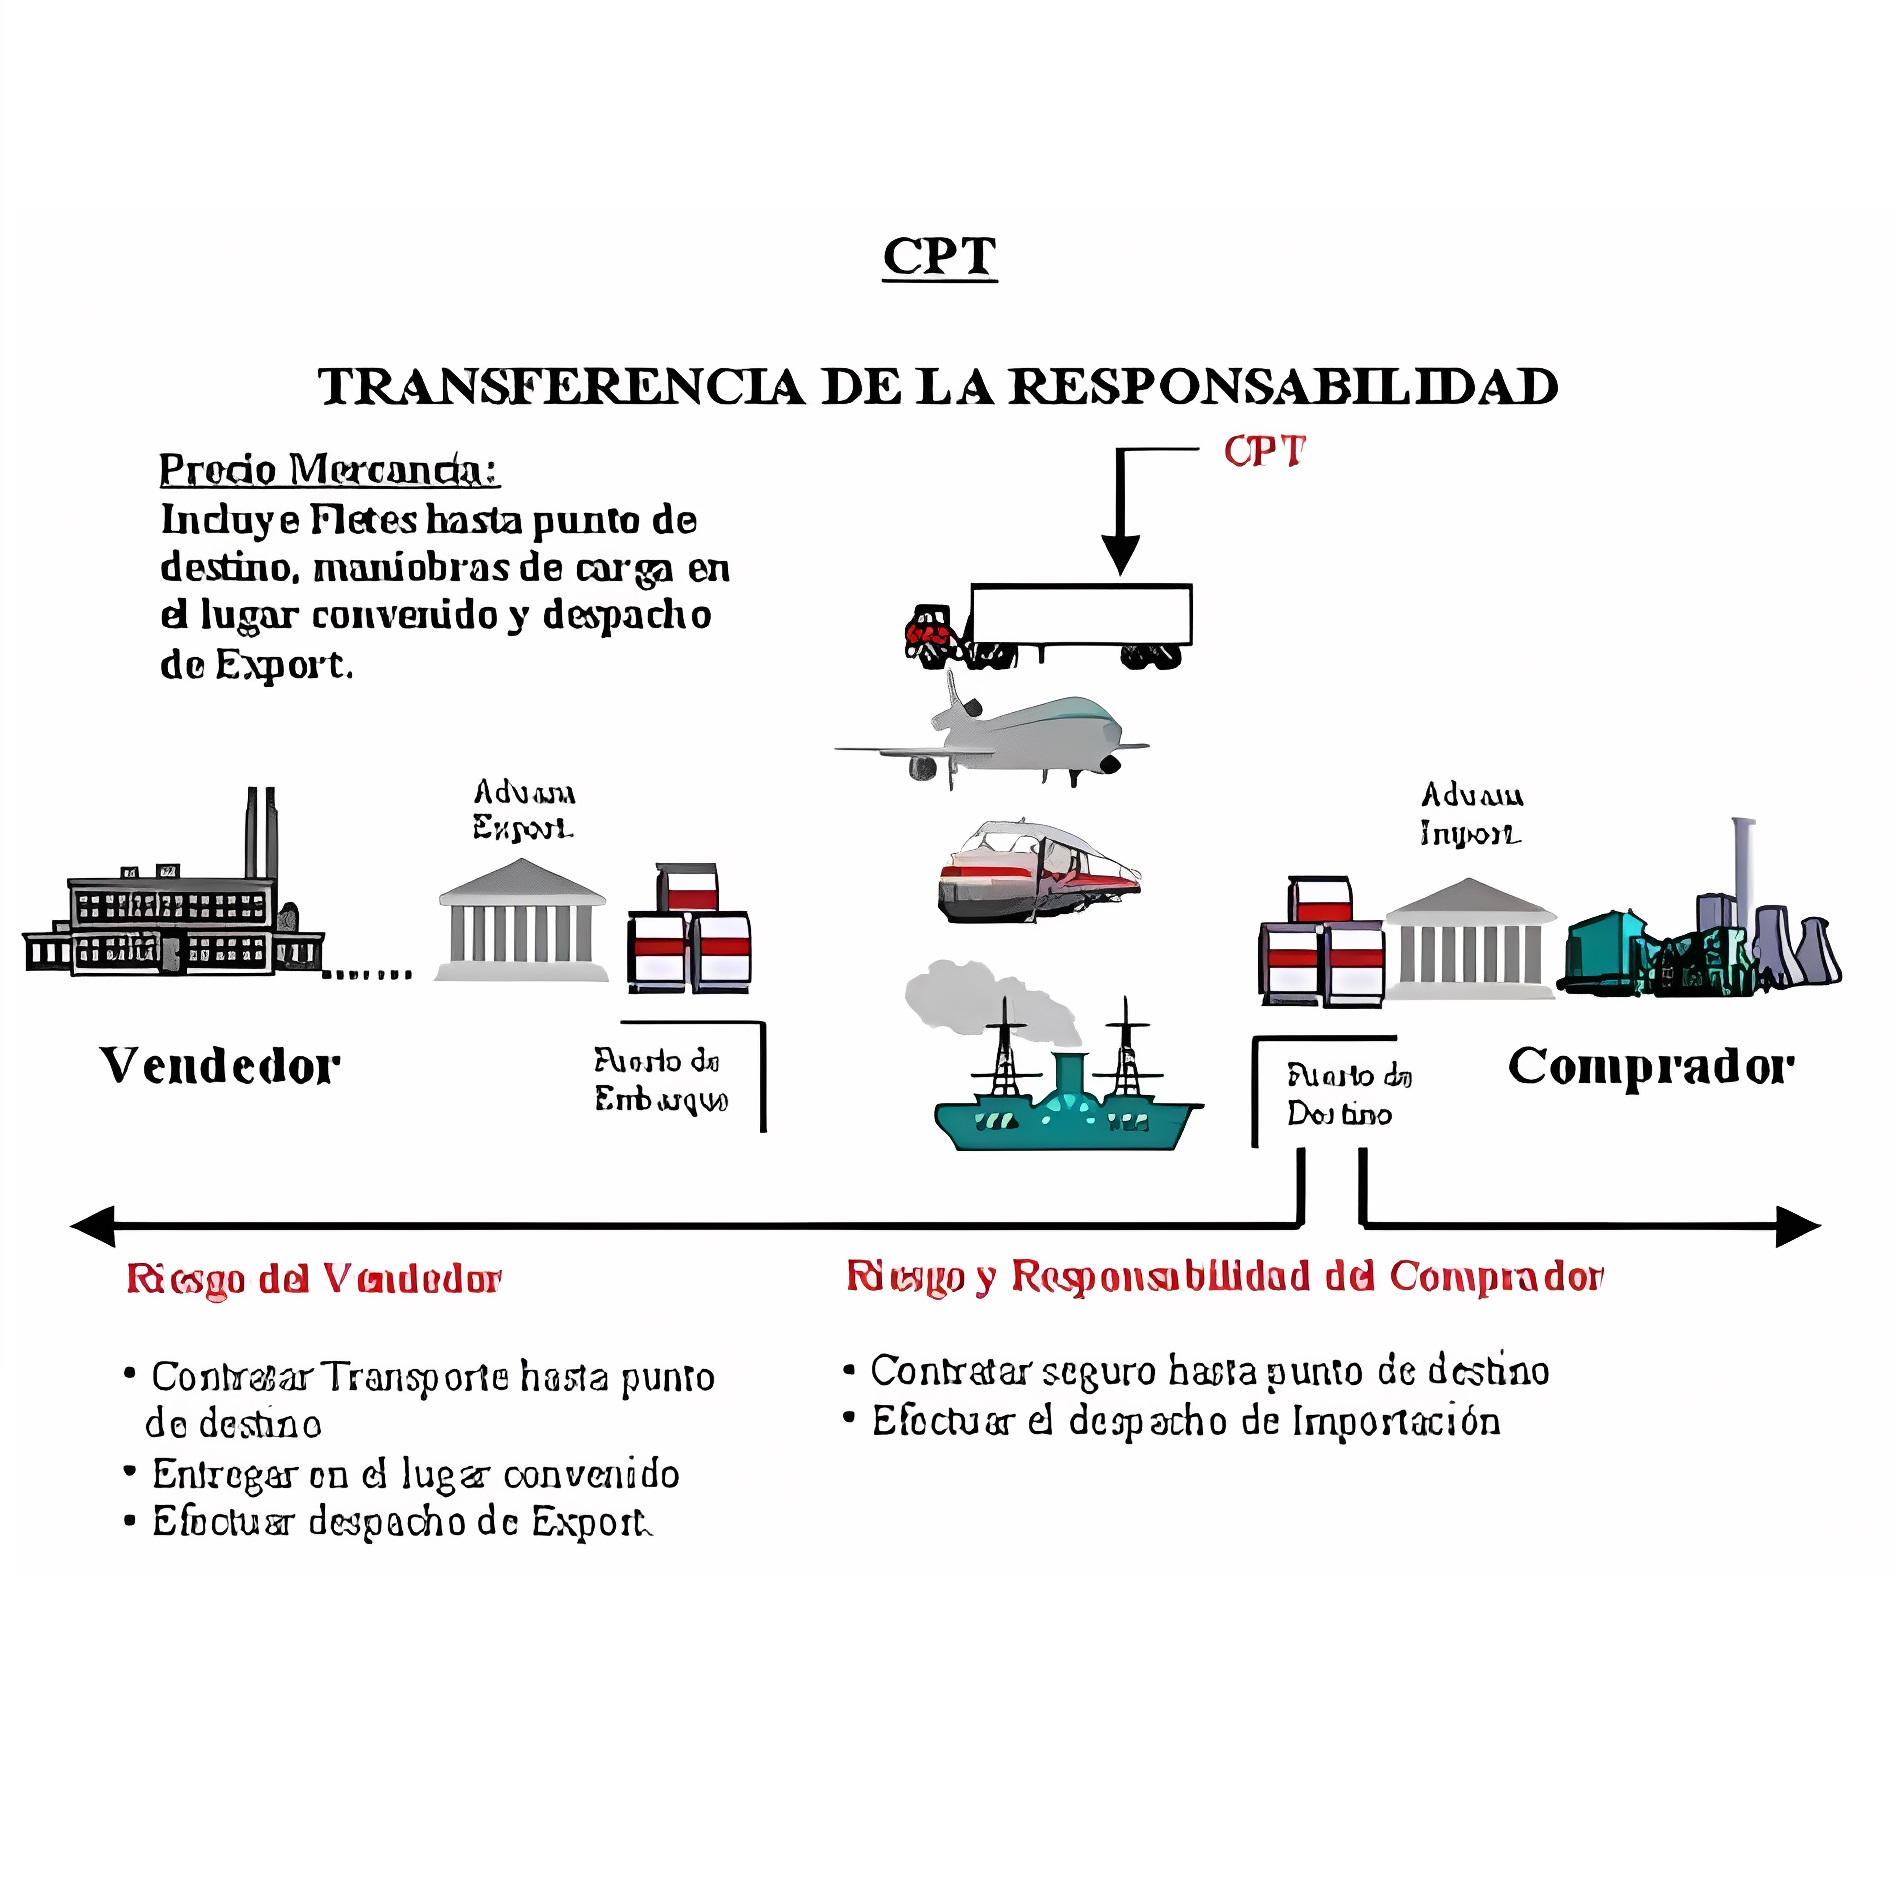 CPT
TRANSFERENCIA DE LA RESPONSABILIDAD
CPT
Precio Mercancía:
Incluye Fletes hasta punto de
destino, maniobras de carga en
el lugar convenido y despacho
de Export.
Aduana
Export.
Aduana
Import.
Vendedor
Puerto de
Embarque
Puerto de
Destino
Comprador
Riesgo del Vendedor
Riesgo y Responsabilidad del Comprador
• Contratar Transporte hasta punto
de destino
• Entregar en el lugar convenido
• Efectuar despacho de Export.
• Contratar seguro hasta punto de destino
• Efectuar el despacho de Importación